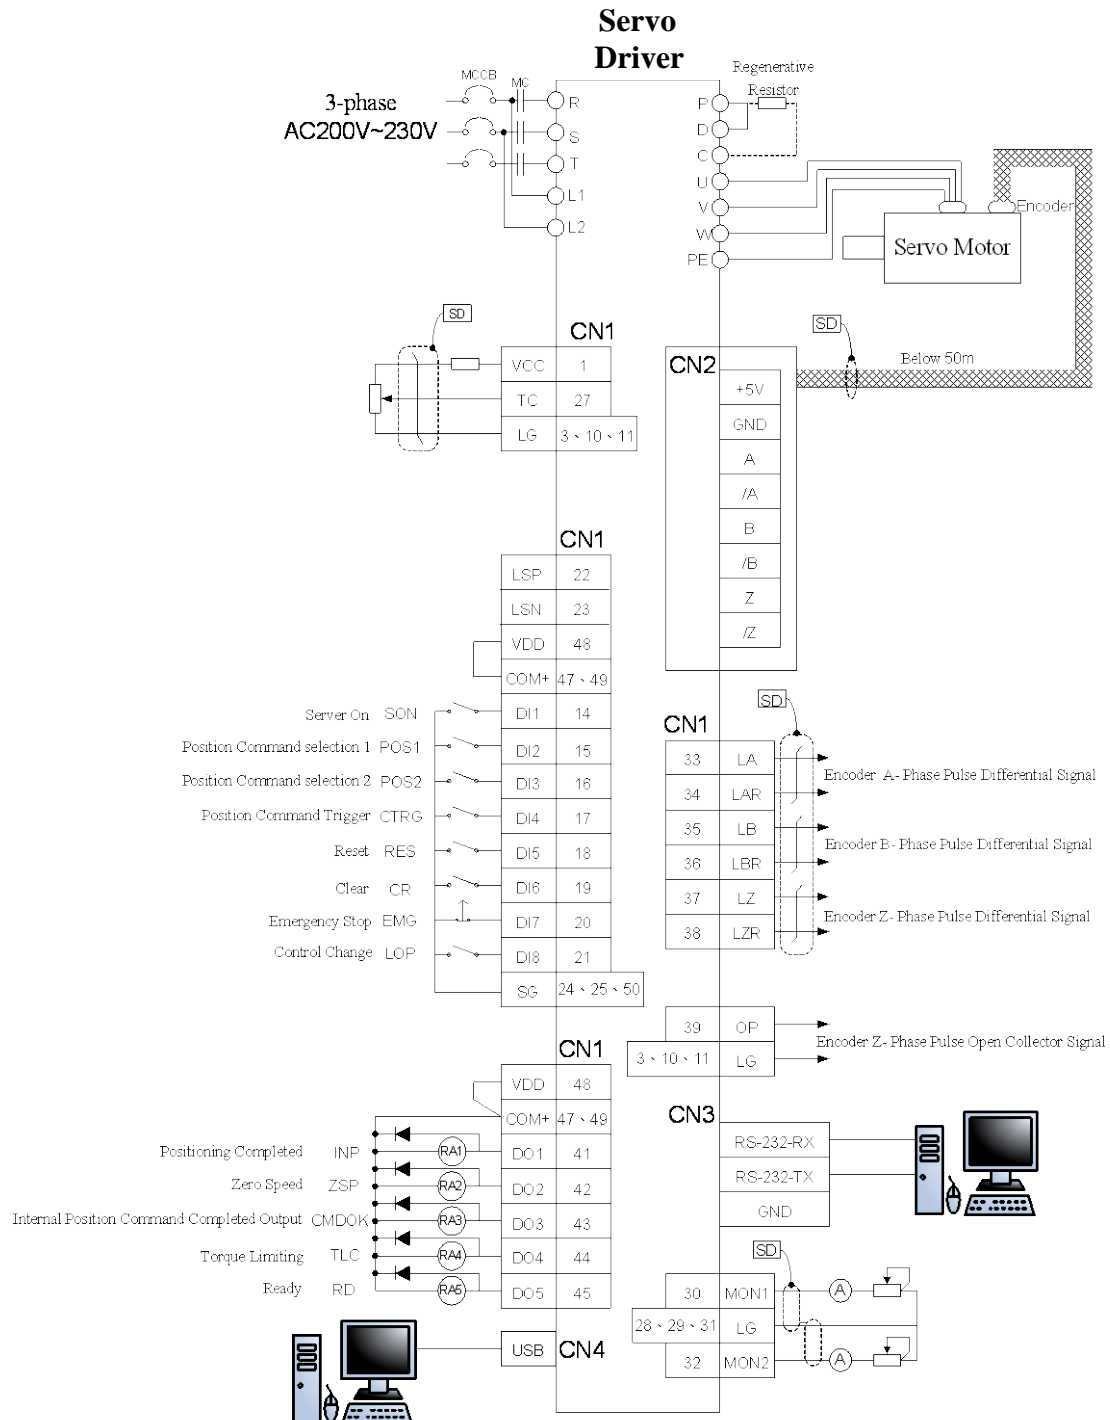 Servo
Driver
MCCB
MC
3-phase
AC200V~230V
R
S
T
L1
L2
Regenerative
Resistor
P
D
C
U
V
W
PE
Encoder
Servo Motor
SD
CN1
VCC 1
TC 27
LG 3、10、11
SD
Below 50m
CN2
+5V
GND
A
/A
B
/B
Z
/Z
CN1
LSP 22
LSN 23
VDD 48
COM+ 47、49
Server On SON DI1 14
Position Command selection 1 POS1 DI2 15
Position Command selection 2 POS2 DI3 16
Position Command Trigger CTRG DI4 17
Reset RES DI5 18
Clear CR DI6 19
Emergency Stop EMG DI7 20
Control Change LOP DI8 21
SG 24、25、50
SD
CN1
33 LA
34 LAR
Encoder A- Phase Pulse Differential Signal
35 LB
36 LBR
Encoder B- Phase Pulse Differential Signal
37 LZ
38 LZR
Encoder Z- Phase Pulse Differential Signal
39 OP
3、10、11 LG
Encoder Z- Phase Pulse Open Collector Signal
CN1
VDD 48
COM+ 47、49
Positioning Completed INP RA1 DO1 41
Zero Speed ZSP RA2 DO2 42
Internal Position Command Completed Output CMDOK RA3 DO3 43
Torque Limiting TLC RA4 DO4 44
Ready RD RA5 DO5 45
CN3
RS-232-RX
RS-232-TX
GND
SD
30 MON1 A
28、29、31 LG
32 MON2 A
USB CN4